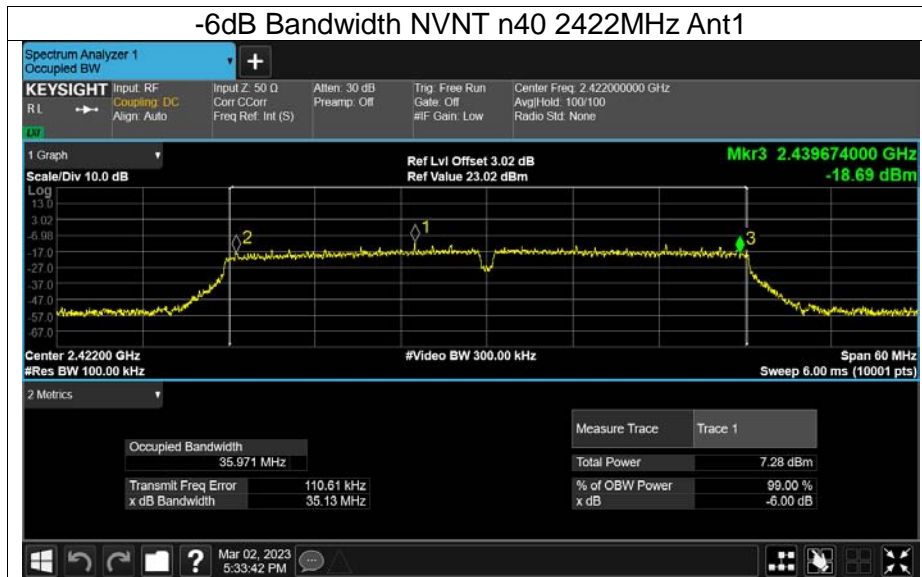 -6dB Bandwidth NVNT n40 2422MHz Ant1
Spectrum Analyzer 1
Occupied BW
+
KEYSIGHT
R L
LXI
Input: RF
Coupling: DC
Align: Auto
Input Z: 50 Ω
Corr CCorr
Freq Ref: Int (S)
Atten: 30 dB
Preamp: Off
Trig: Free Run
Gate: Off
#IF Gain: Low
Center Freq: 2.422000000 GHz
Avg|Hold: 100/100
Radio Std: None
1 Graph
Scale/Div 10.0 dB
Ref Lvl Offset 3.02 dB
Ref Value 23.02 dBm
Mkr3 2.439674000 GHz
-18.69 dBm
Log
13.0
3.02
-6.98
-17.0
-27.0
-37.0
-47.0
-57.0
-67.0
2
1
3
Center 2.42200 GHz
#Res BW 100.00 kHz
#Video BW 300.00 kHz
Span 60 MHz
Sweep 6.00 ms (10001 pts)
2 Metrics
Occupied Bandwidth
35.971 MHz
Transmit Freq Error 110.61 kHz
x dB Bandwidth 35.13 MHz
Measure Trace Trace 1
Total Power 7.28 dBm
% of OBW Power 99.00 %
x dB -6.00 dB
?
Mar 02, 2023
5:33:42 PM